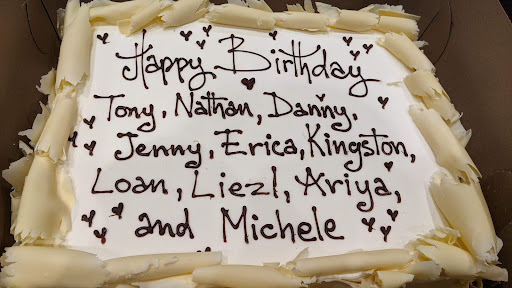 Happy Birthday
Tony, Nathan, Danny,
Jenny, Erica, Kingston,
Loan, Liezl, Ariya,
and Michele